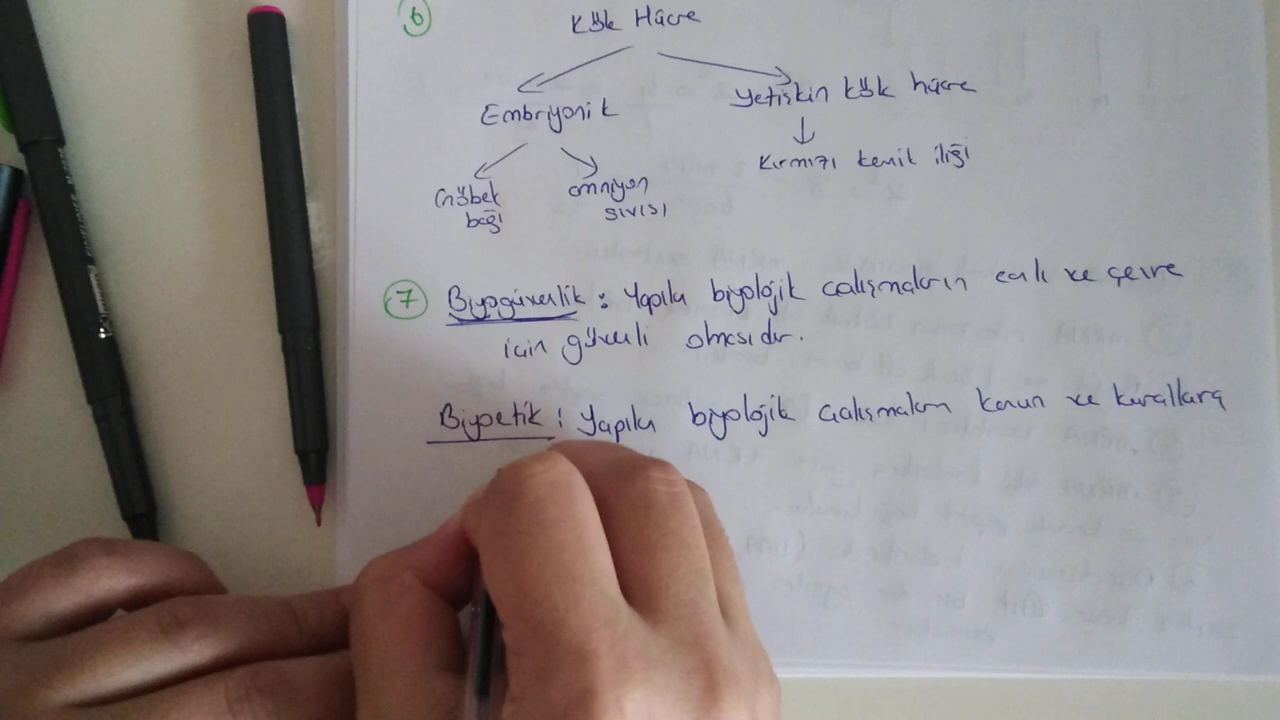 6
Kök Hücre
Embriyonik
Yetişkin kök hücre
Kırmızı kemik iliği
Göbek
bağı
amniyon
sıvısı
7 Biyogüvenlik : Yapılan biyolojik çalışmaların canlı ve çevre
için güvenli olmasıdır.
Biyoetik : Yapılan biyolojik çalışmaların kanun ve kurallara